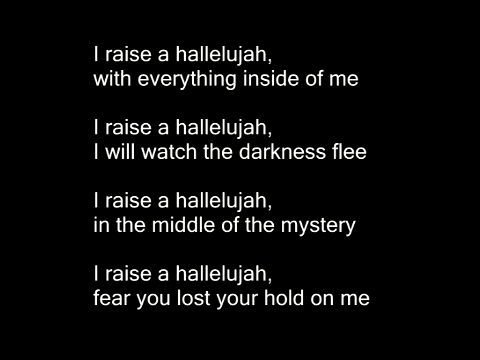 I raise a hallelujah,
with everything inside of me
I raise a hallelujah,
I will watch the darkness flee
I raise a hallelujah,
in the middle of the mystery
I raise a hallelujah,
fear you lost your hold on me